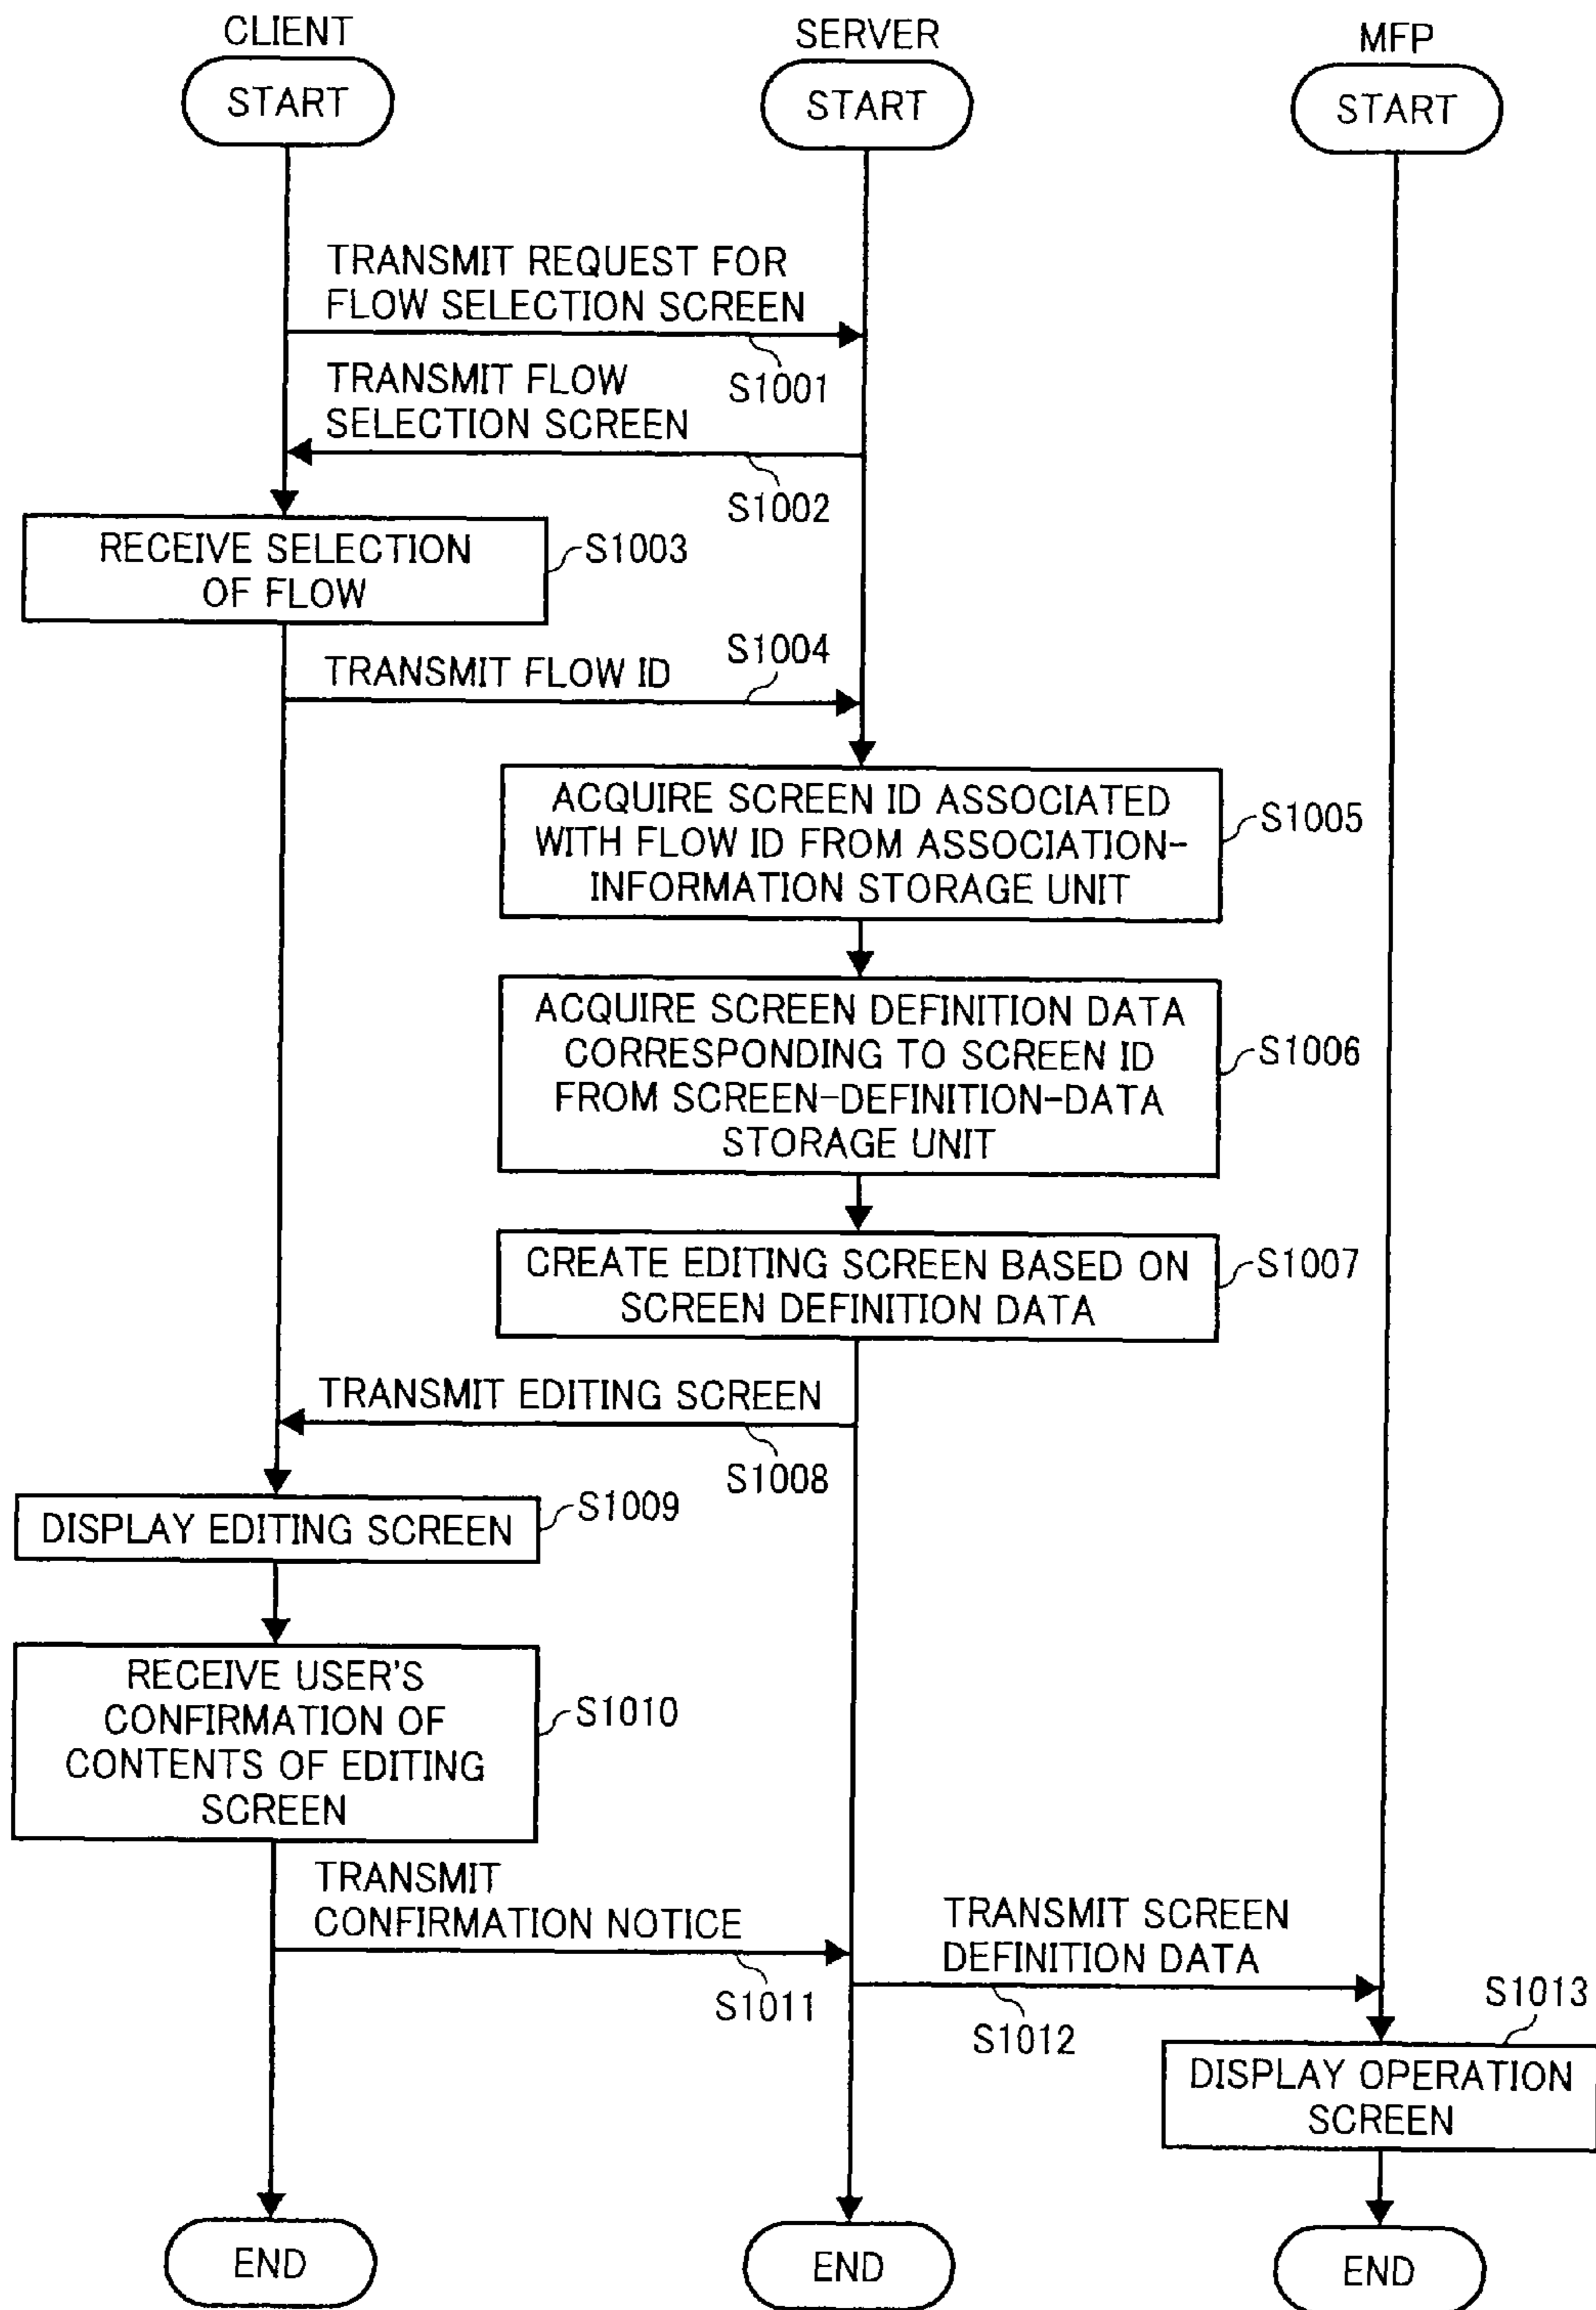 CLIENT
SERVER
MFP
START
START
START
TRANSMIT REQUEST FOR
FLOW SELECTION SCREEN
S1001
TRANSMIT FLOW
SELECTION SCREEN
S1002
RECEIVE SELECTION
OF FLOW
S1003
TRANSMIT FLOW ID
S1004
ACQUIRE SCREEN ID ASSOCIATED
WITH FLOW ID FROM ASSOCIATION-
INFORMATION STORAGE UNIT
S1005
ACQUIRE SCREEN DEFINITION DATA
CORRESPONDING TO SCREEN ID
FROM SCREEN-DEFINITION-DATA
STORAGE UNIT
S1006
CREATE EDITING SCREEN BASED ON
SCREEN DEFINITION DATA
S1007
TRANSMIT EDITING SCREEN
S1008
DISPLAY EDITING SCREEN
S1009
RECEIVE USER'S
CONFIRMATION OF
CONTENTS OF EDITING
SCREEN
S1010
TRANSMIT
CONFIRMATION NOTICE
S1011
TRANSMIT SCREEN
DEFINITION DATA
S1012
S1013
DISPLAY OPERATION
SCREEN
END
END
END